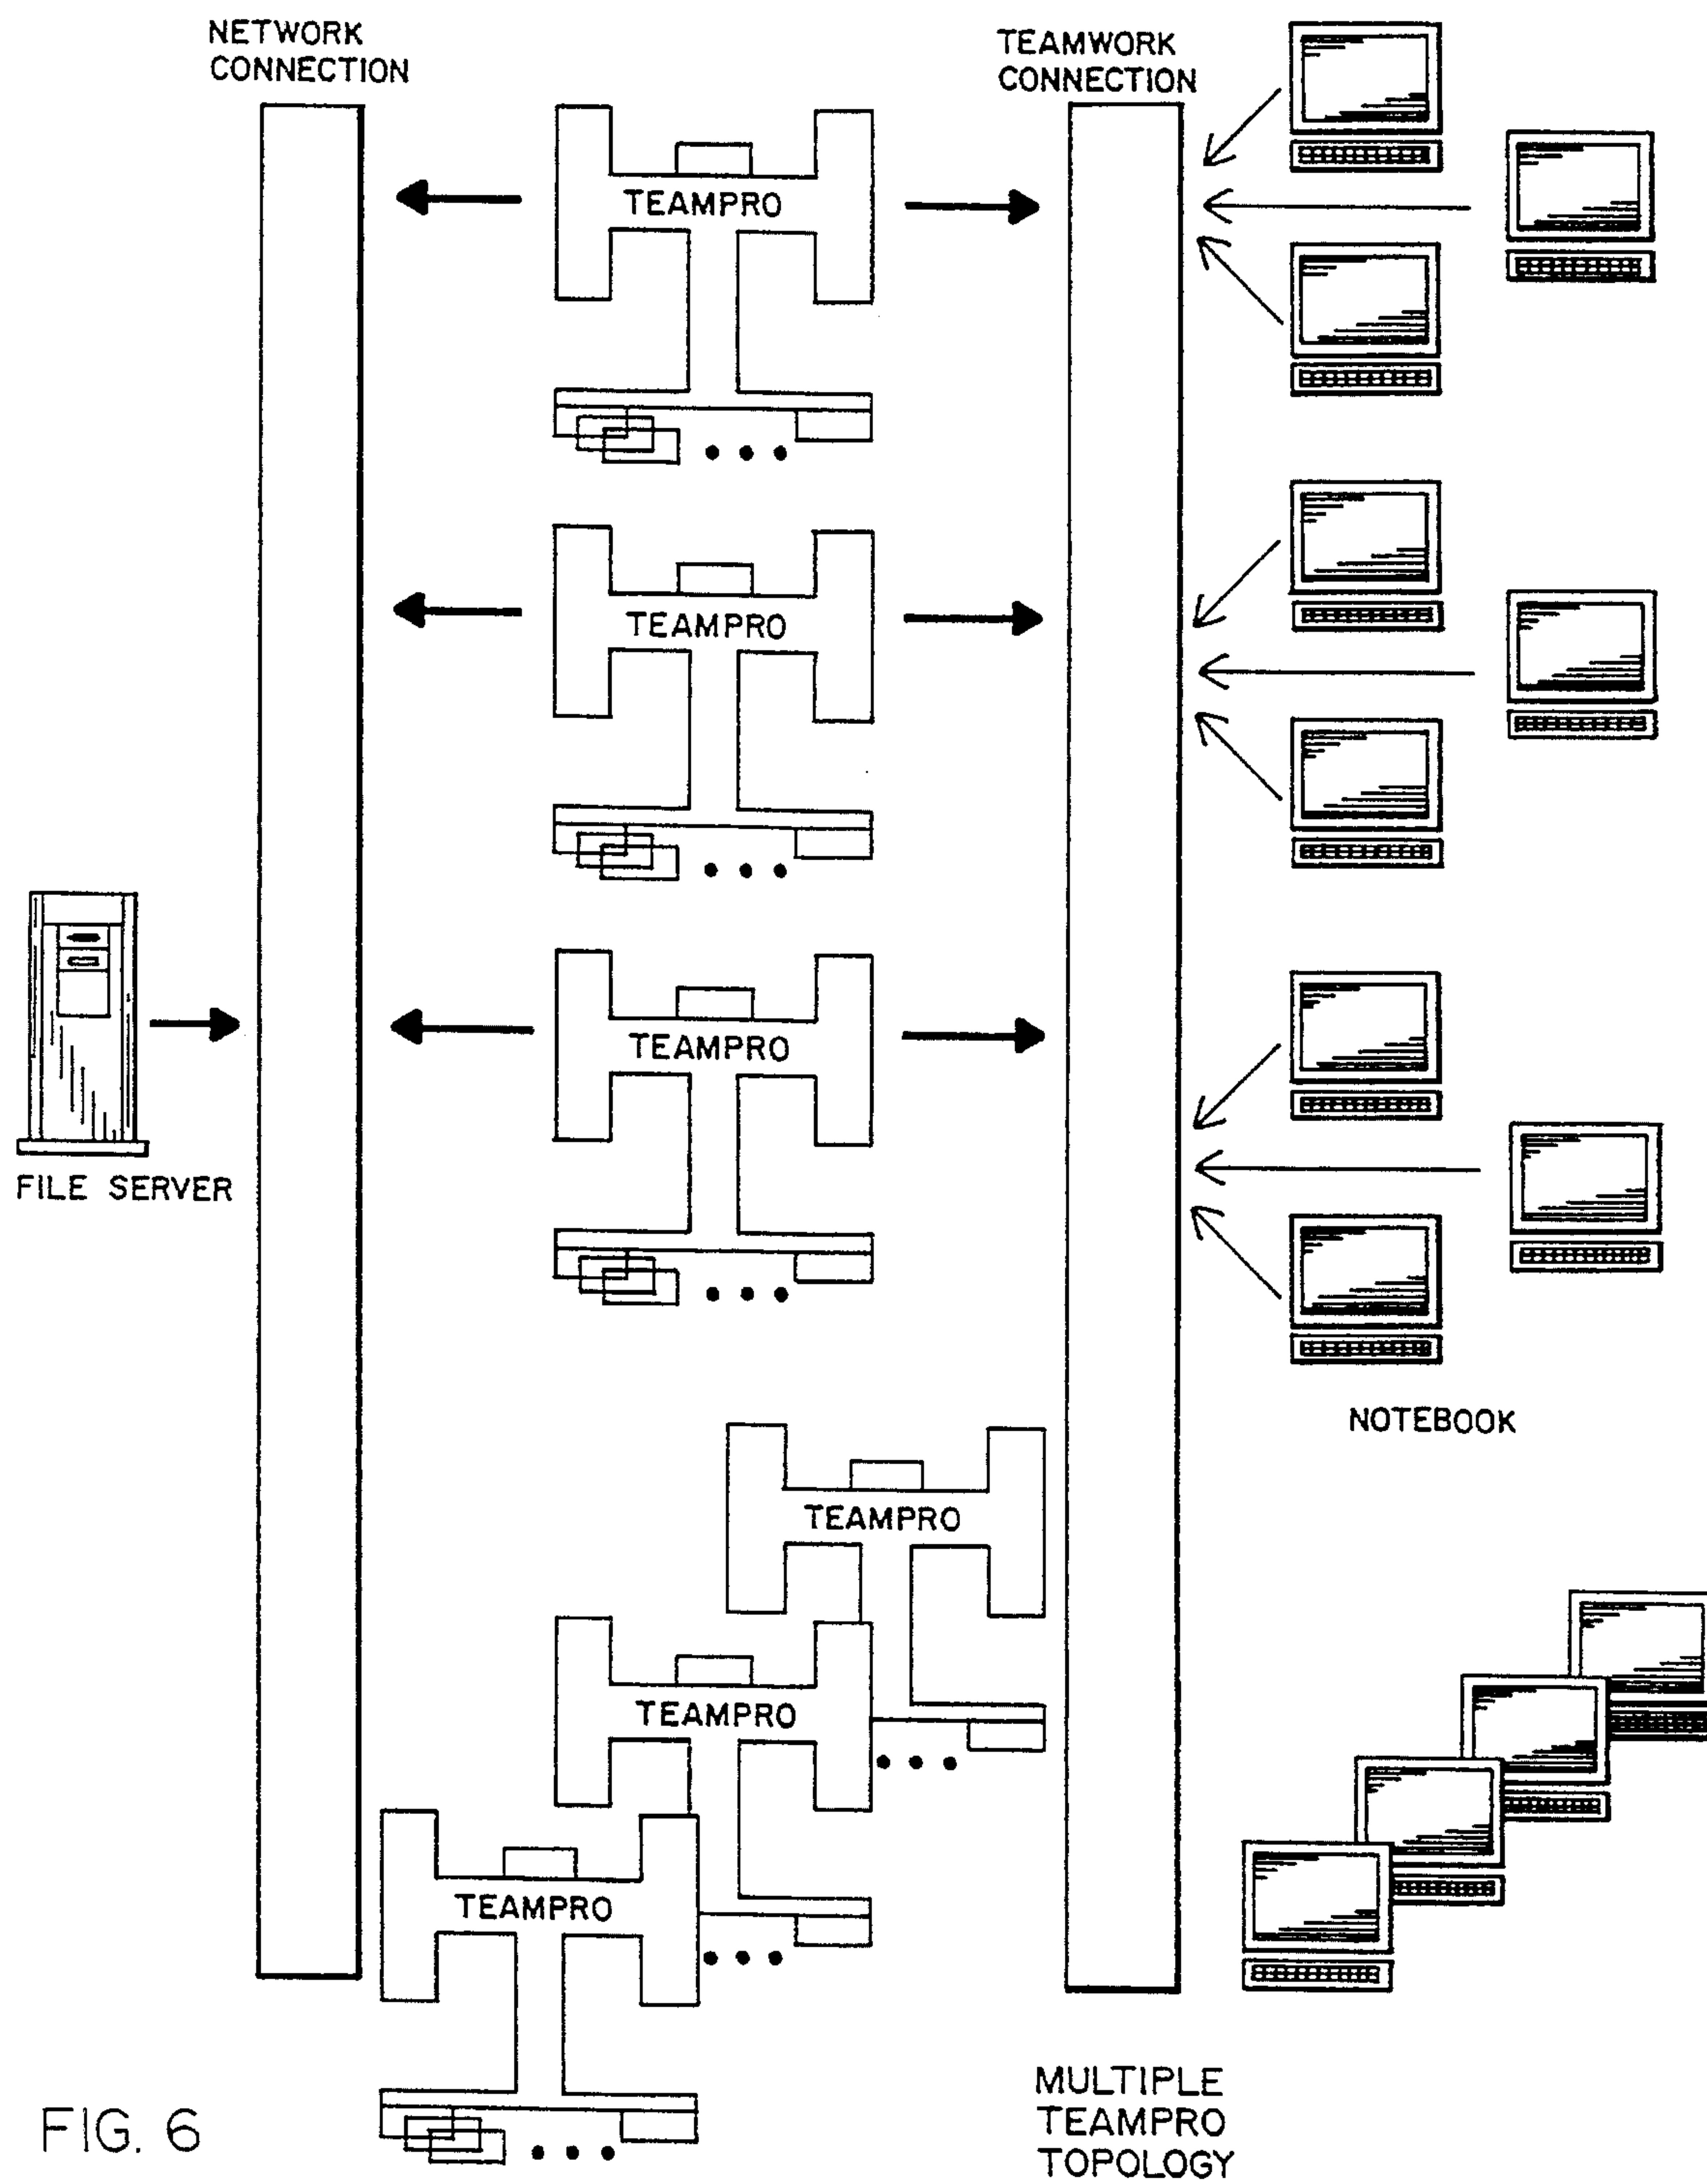 NETWORK
CONNECTION
TEAMWORK
CONNECTION
TEAMPRO
TEAMPRO
TEAMPRO
FILE SERVER
NOTEBOOK
TEAMPRO
TEAMPRO
TEAMPRO
MULTIPLE
TEAMPRO
TOPOLOGY
FIG. 6